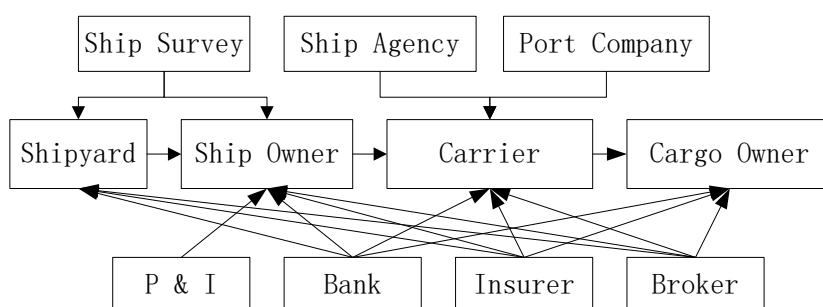 Ship Survey
Ship Agency
Port Company
Shipyard
Ship Owner
Carrier
Cargo Owner
P & I
Bank
Insurer
Broker